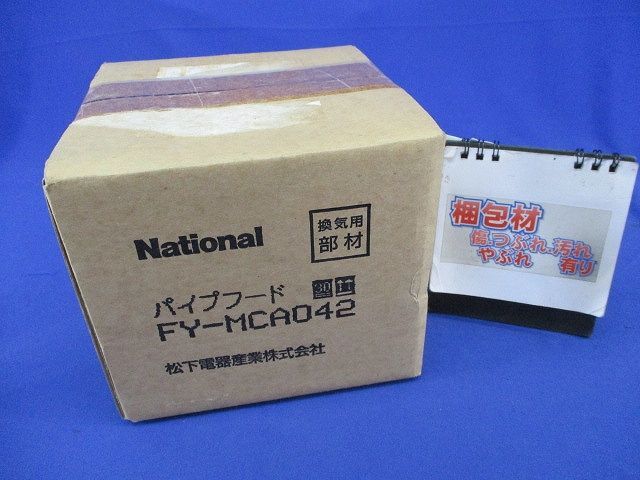 National
換気用
部材
パイプフード
30
FY-MCA042
松下電器産業株式会社
梱包材
傷.つぶれ.汚れ
やぶれ 有り